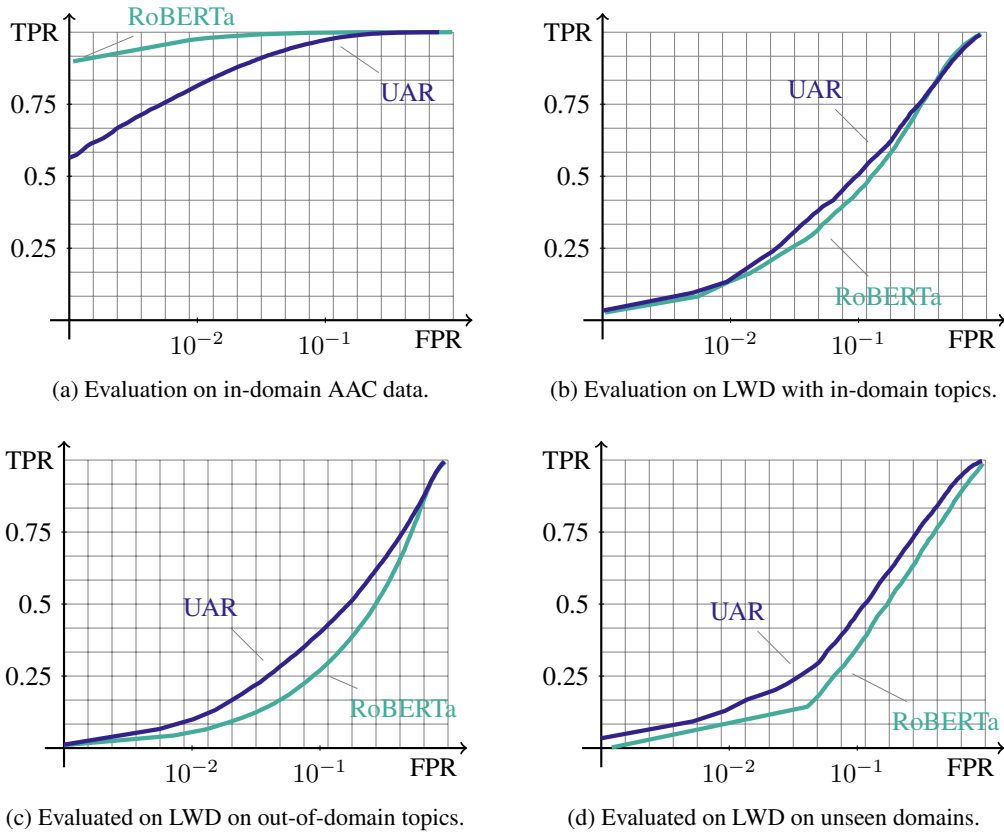 TPR
RoBERTa
UAR
0.75
0.5
0.25
10−2
10−1
FPR
(a) Evaluation on in-domain AAC data.
TPR
UAR
0.75
0.5
0.25
RoBERTa
10−2
10−1
FPR
(b) Evaluation on LWD with in-domain topics.
TPR
0.75
0.5
UAR
0.25
RoBERTa
10−2
10−1
FPR
(c) Evaluated on LWD on out-of-domain topics.
TPR
0.75
0.5
UAR
0.25
RoBERTa
10−2
10−1
FPR
(d) Evaluated on LWD on unseen domains.